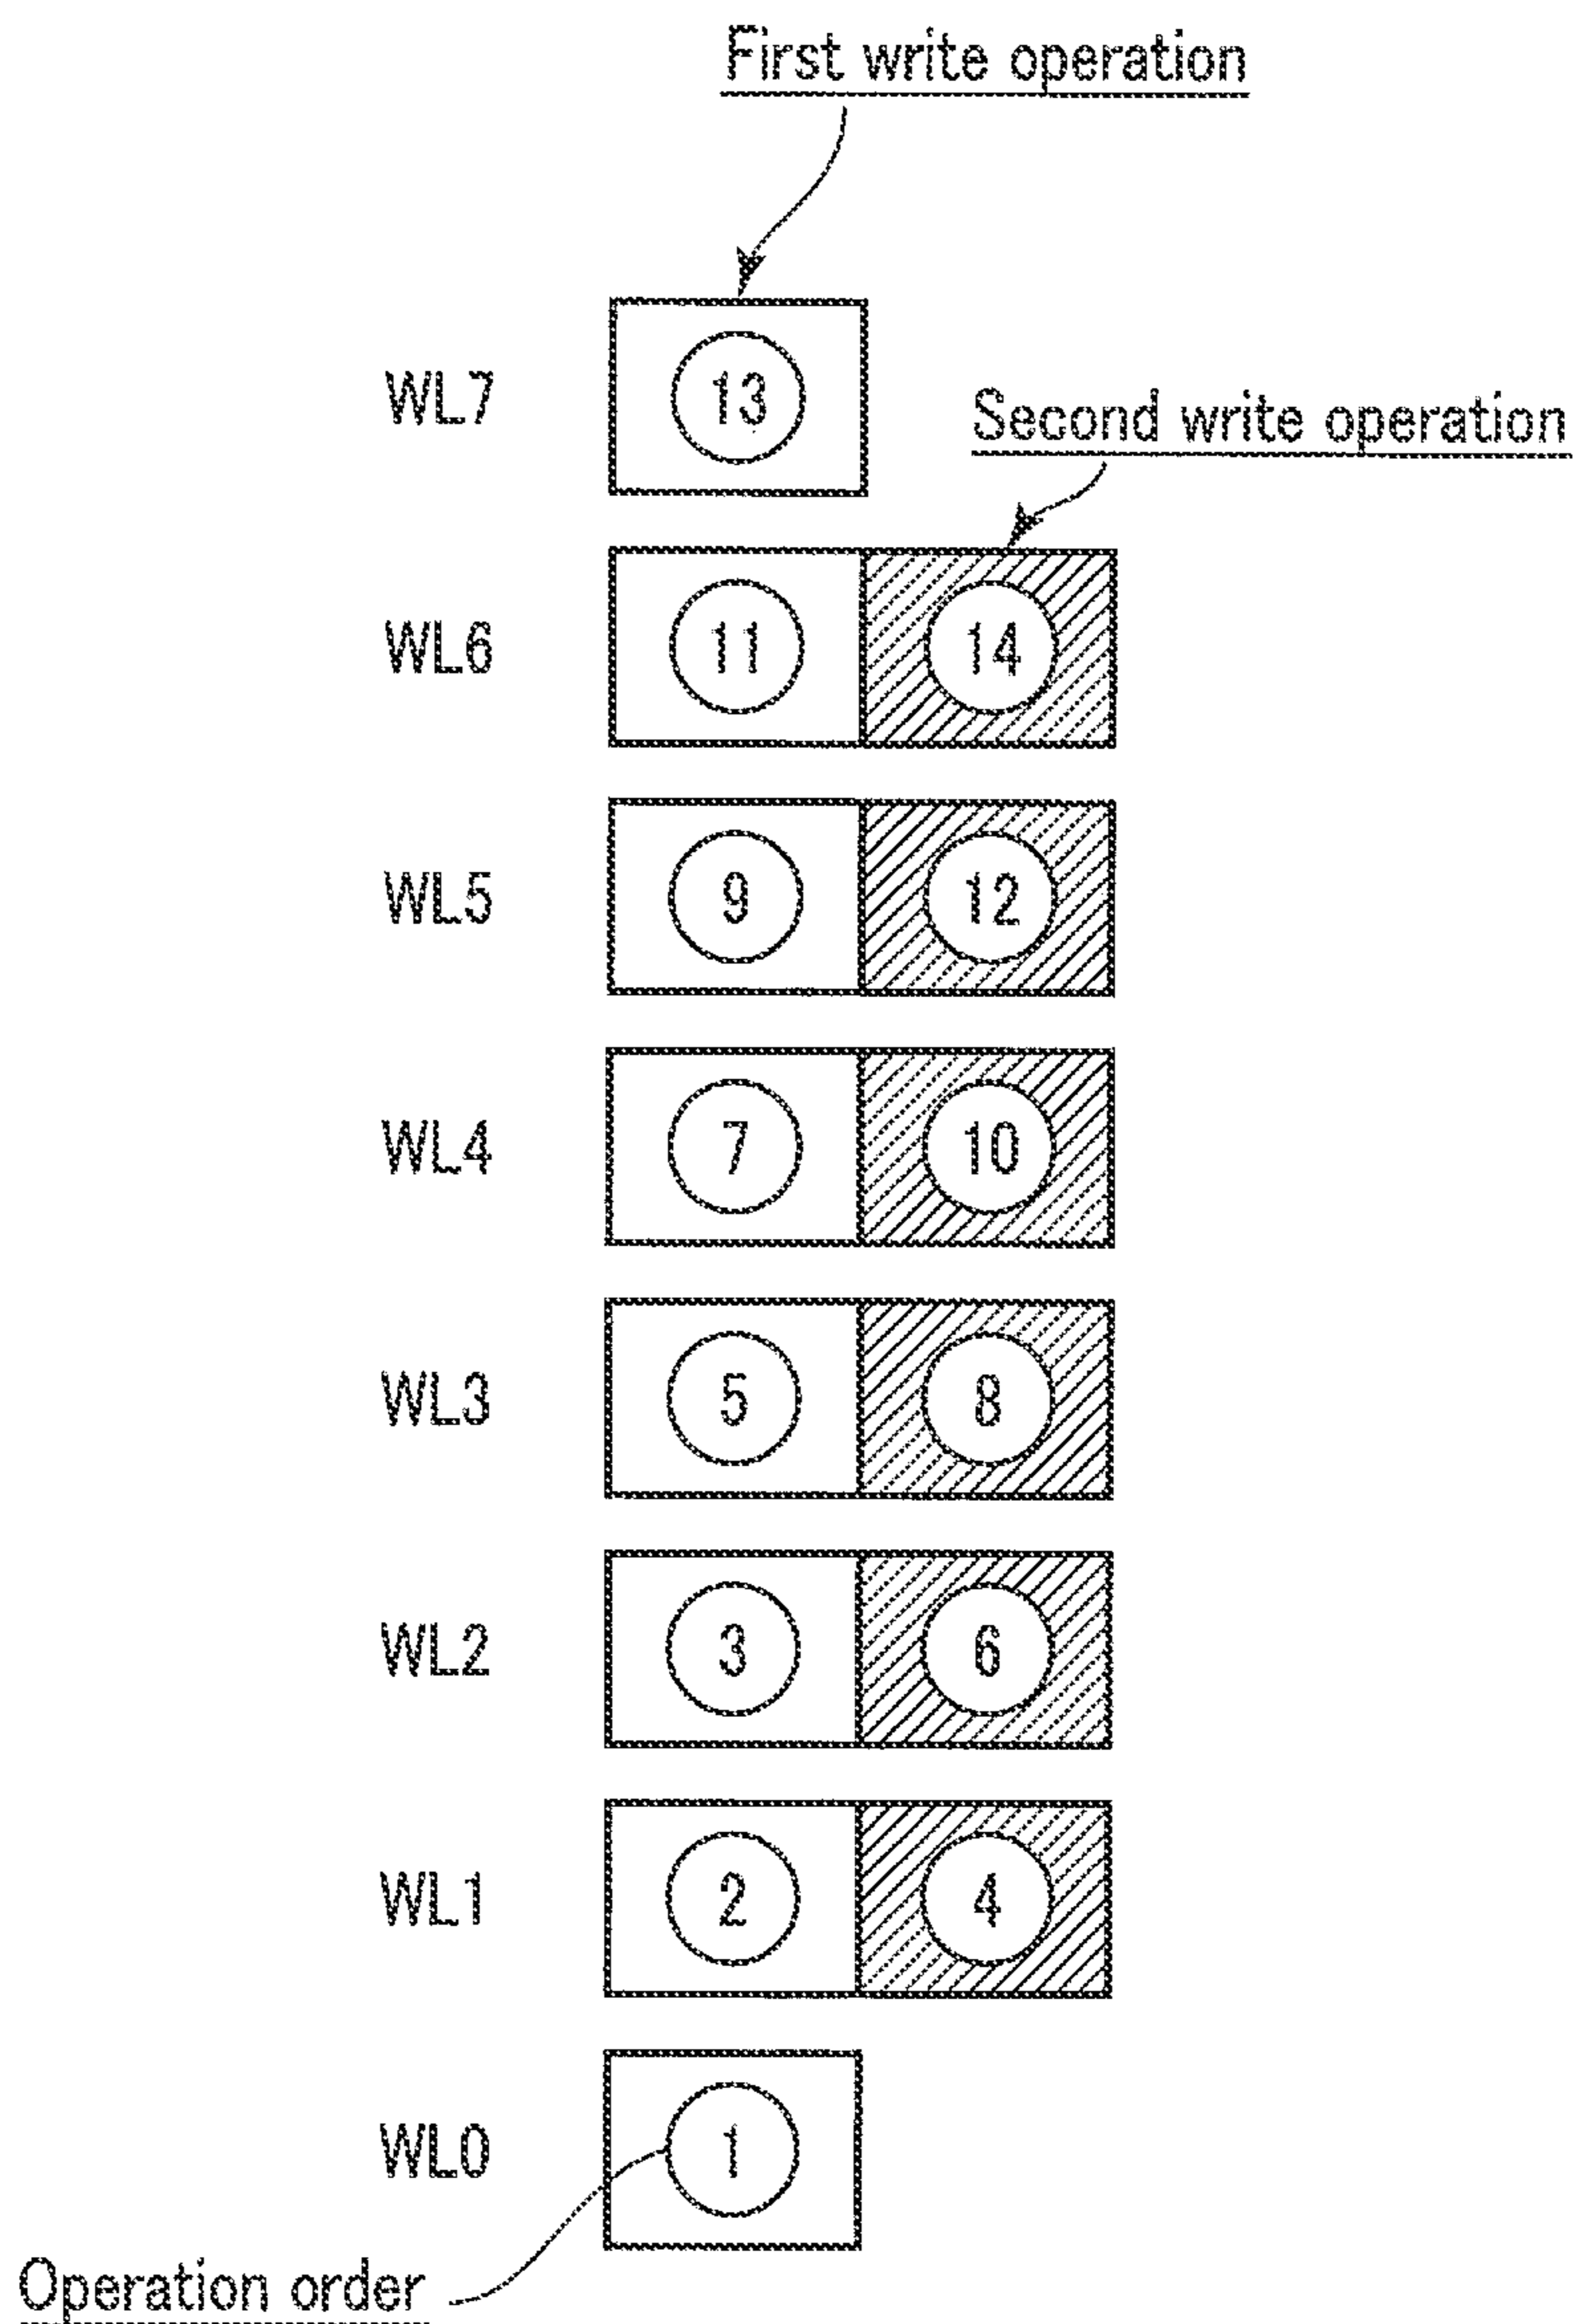 First write operation
WL7 13
Second write operation
WL6 11 14
WL5 9 12
WL4 7 10
WL3 5 8
WL2 3 6
WL1 2 4
WL0 1
Operation order